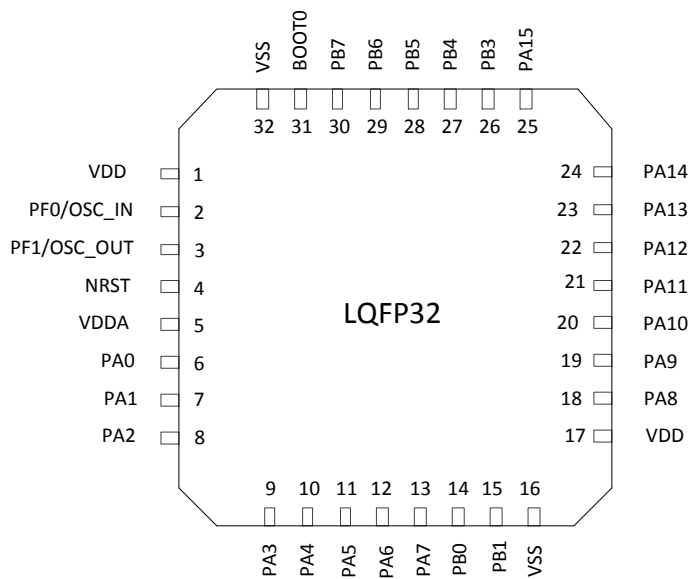 VSS BOOT0 PB7 PB6 PB5 PB4 PB3 PA15
32 31 30 29 28 27 26 25
VDD 1 24 PA14
PF0/OSC_IN 2 23 PA13
PF1/OSC_OUT 3 22 PA12
NRST 4 21 PA11
LQFP32
VDDA 5 20 PA10
PA0 6 19 PA9
PA1 7 18 PA8
PA2 8 17 VDD
9 10 11 12 13 14 15 16
PA3 PA4 PA5 PA6 PA7 PB0 PB1 VSS